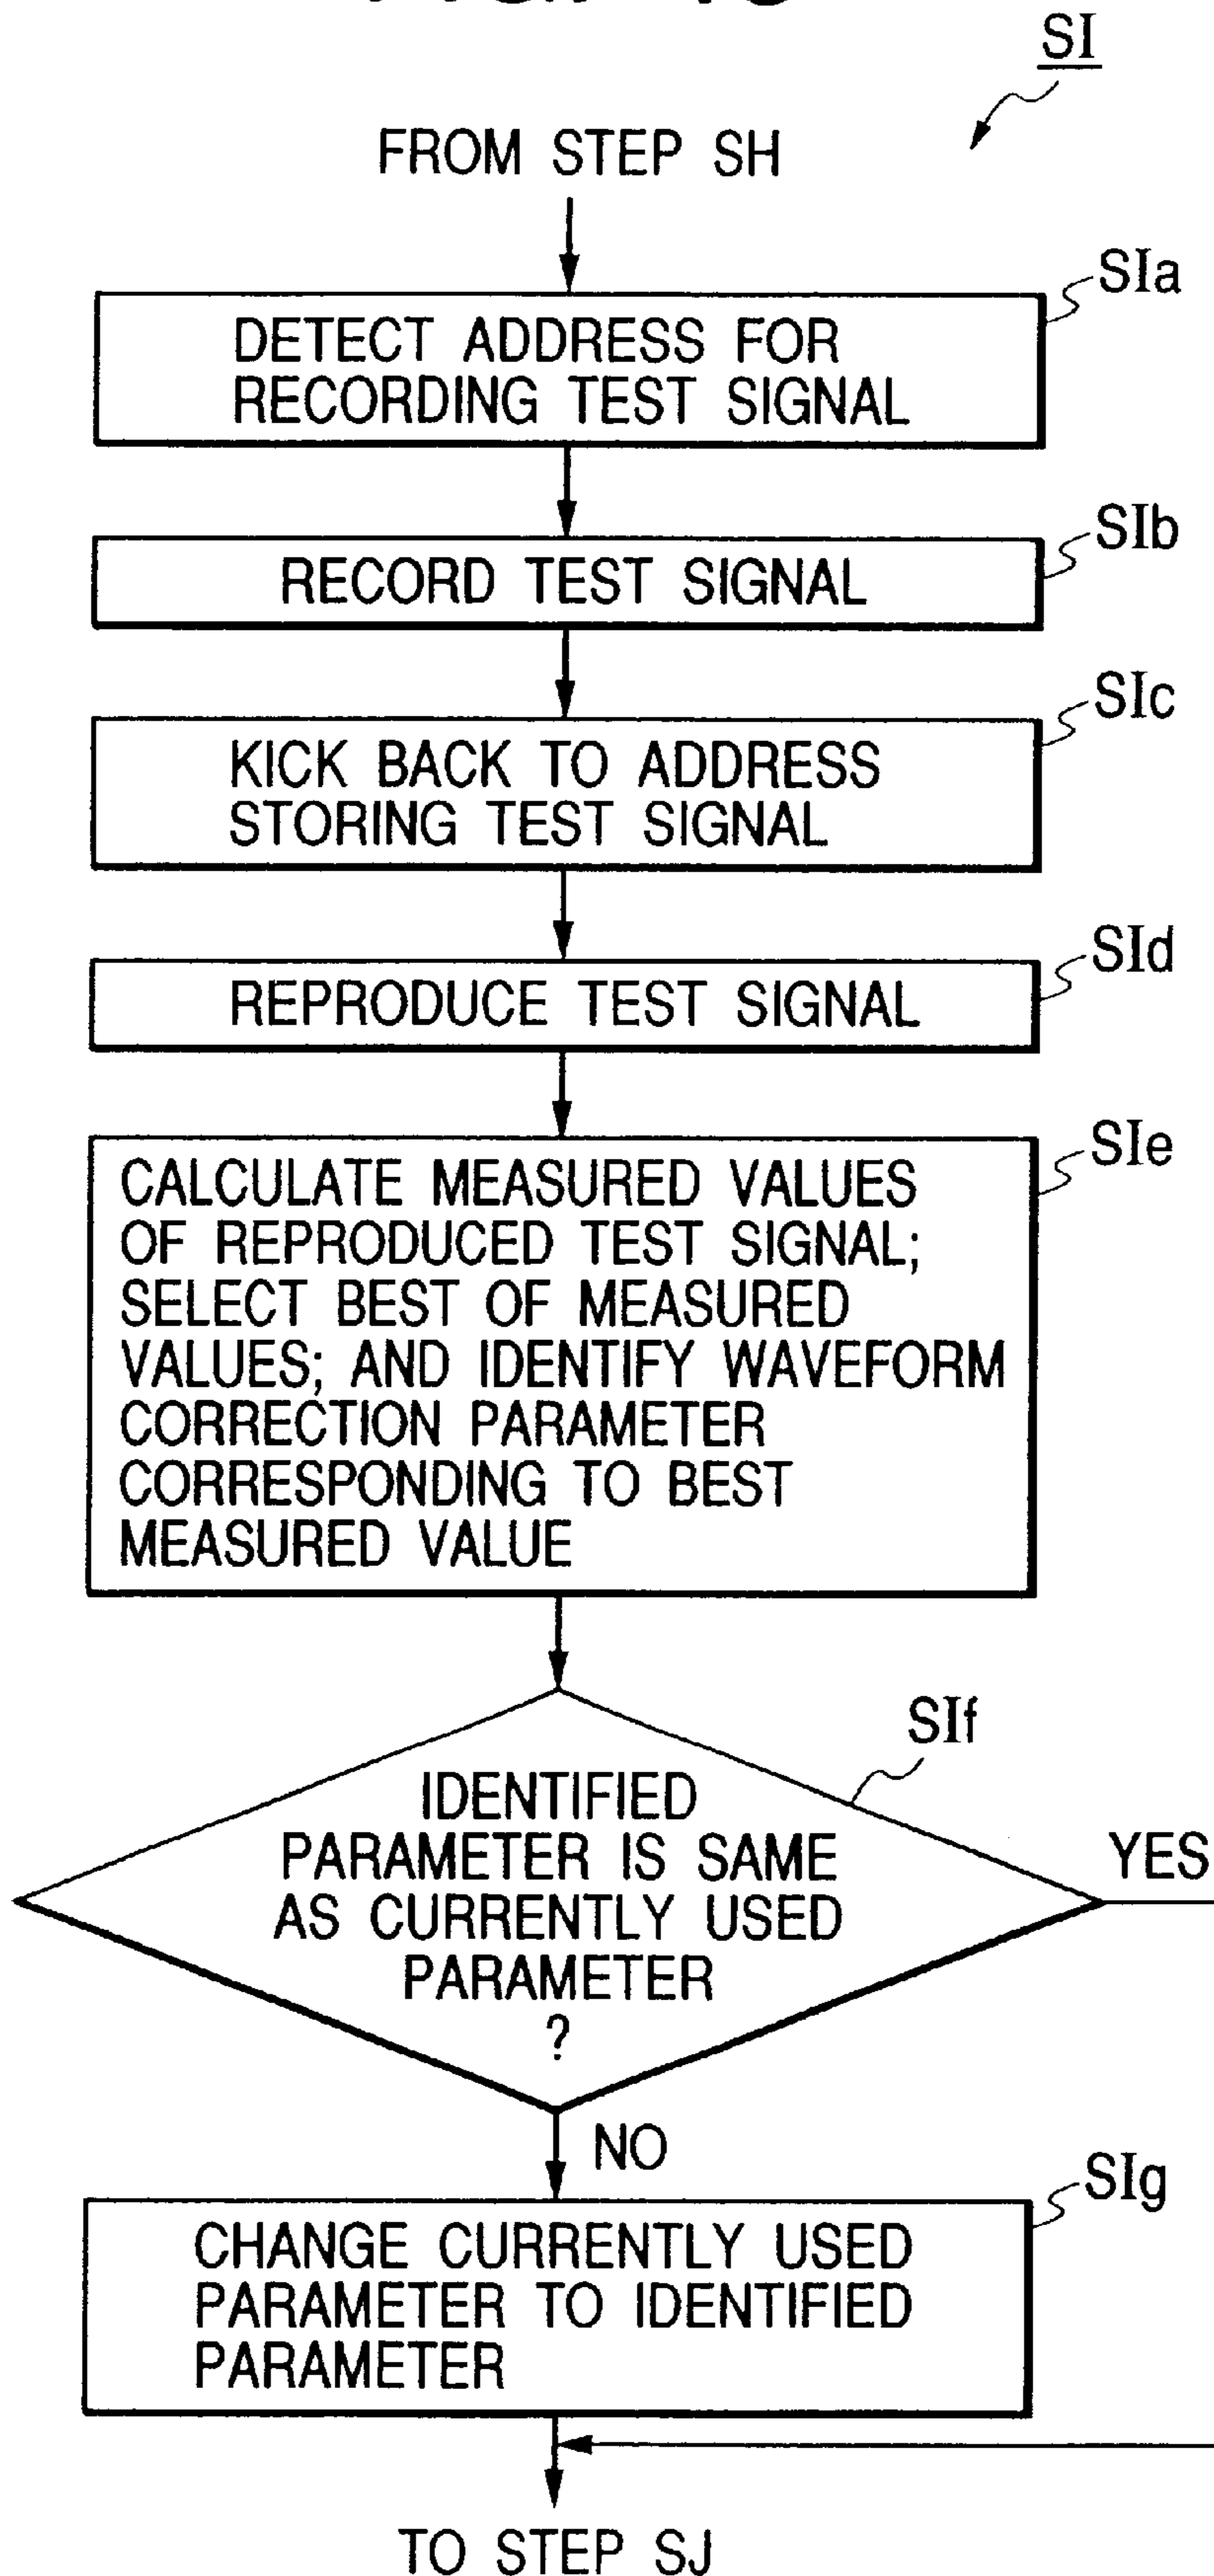 SI
FROM STEP SH
SIa
DETECT ADDRESS FOR
RECORDING TEST SIGNAL
SIb
RECORD TEST SIGNAL
SIc
KICK BACK TO ADDRESS
STORING TEST SIGNAL
SId
REPRODUCE TEST SIGNAL
SIe
CALCULATE MEASURED VALUES
OF REPRODUCED TEST SIGNAL;
SELECT BEST OF MEASURED
VALUES; AND IDENTIFY WAVEFORM
CORRECTION PARAMETER
CORRESPONDING TO BEST
MEASURED VALUE
SIf
IDENTIFIED
PARAMETER IS SAME
AS CURRENTLY USED
PARAMETER
?
YES
NO
SIg
CHANGE CURRENTLY USED
PARAMETER TO IDENTIFIED
PARAMETER
TO STEP SJ